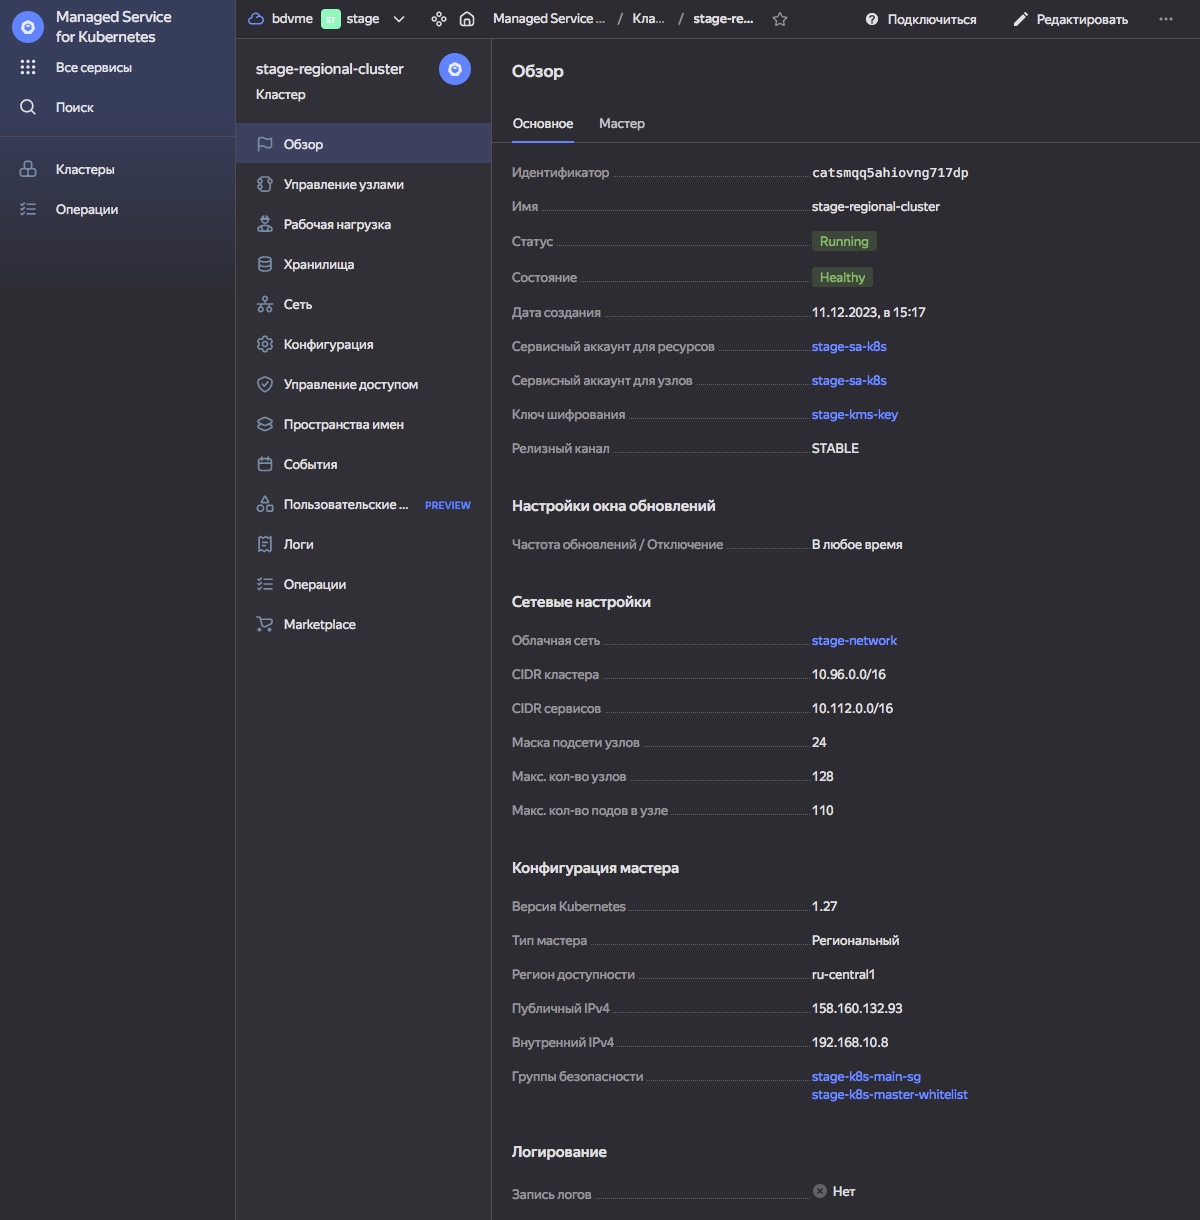 Managed Service
for Kubernetes
Все сервисы
Поиск
Кластеры
Операции
bdvme ST stage
Managed Service ... / Кла... / stage-re...
Подключиться
Редактировать
stage-regional-cluster
Кластер
Обзор
Управление узлами
Рабочая нагрузка
Хранилища
Сеть
Конфигурация
Управление доступом
Пространства имен
События
Пользовательские ... PREVIEW
Логи
Операции
Marketplace
Обзор
Основное Мастер
Идентификатор catsmqq5ahiovng717dp
Имя stage-regional-cluster
Статус Running
Состояние Healthy
Дата создания 11.12.2023, в 15:17
Сервисный аккаунт для ресурсов stage-sa-k8s
Сервисный аккаунт для узлов stage-sa-k8s
Ключ шифрования stage-kms-key
Релизный канал STABLE
Настройки окна обновлений
Частота обновлений / Отключение В любое время
Сетевые настройки
Облачная сеть stage-network
CIDR кластера 10.96.0.0/16
CIDR сервисов 10.112.0.0/16
Маска подсети узлов 24
Макс. кол-во узлов 128
Макс. кол-во подов в узле 110
Конфигурация мастера
Версия Kubernetes 1.27
Тип мастера Региональный
Регион доступности ru-central1
Публичный IPv4 158.160.132.93
Внутренний IPv4 192.168.10.8
Группы безопасности stage-k8s-main-sg
stage-k8s-master-whitelist
Логирование
Запись логов Нет